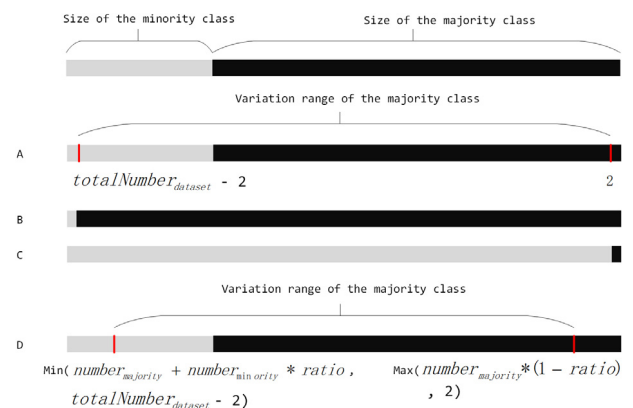 Size of the minority class
Size of the majority class
Variation range of the majority class
A
totalNumber_dataset - 2
2
B
C
Variation range of the majority class
D
Min(number_majority + number_minority * ratio,
totalNumber_dataset - 2)
Max(number_majority*(1 - ratio)
, 2)